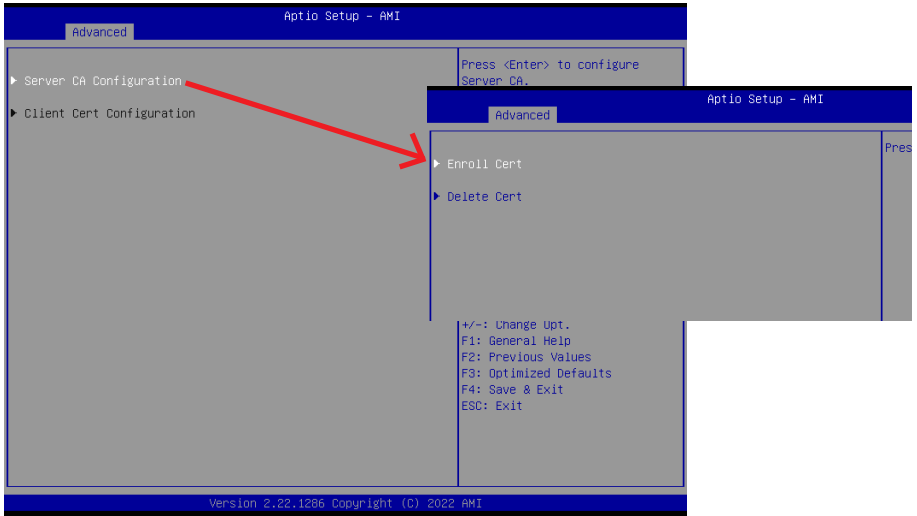 Aptio Setup - AMI
Advanced
▶ Server CA Configuration
▶ Client Cert Configuration
Press <Enter> to configure
Server CA.
+/-: Change Opt.
F1: General Help
F2: Previous Values
F3: Optimized Defaults
F4: Save & Exit
ESC: Exit
Version 2.22.1286 Copyright (C) 2022 AMI
Aptio Setup - AMI
Advanced
▶ Enroll Cert
▶ Delete Cert
Pres